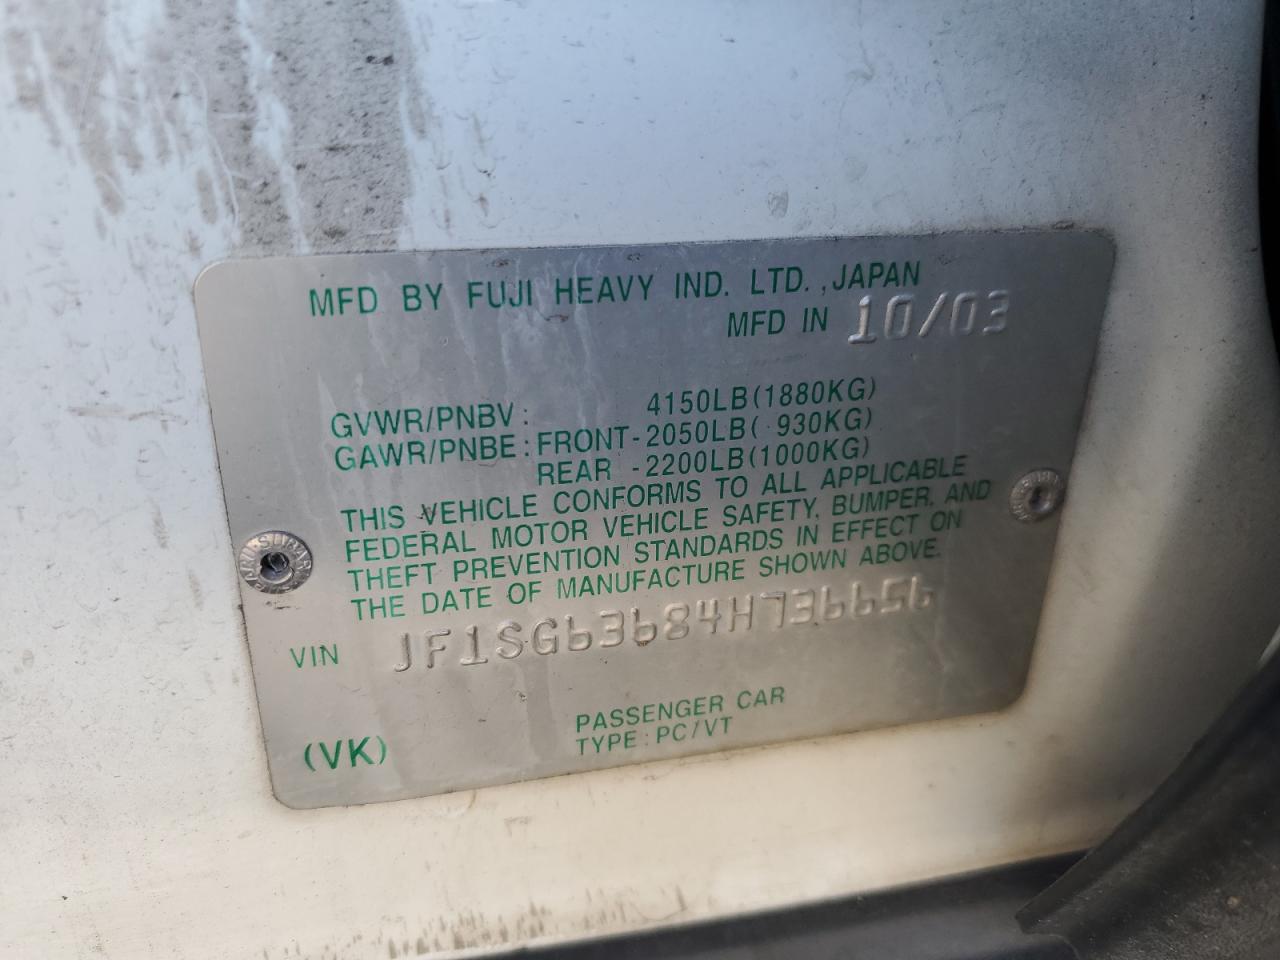 MFD BY FUJI HEAVY IND. LTD.,JAPAN
MFD IN 10/03
GVWR/PNBV: 4150LB(1880KG)
GAWR/PNBE:FRONT-2050LB( 930KG)
REAR -2200LB(1000KG)
THIS VEHICLE CONFORMS TO ALL APPLICABLE
FEDERAL MOTOR VEHICLE SAFETY, BUMPER, AND
THEFT PREVENTION STANDARDS IN EFFECT ON
THE DATE OF MANUFACTURE SHOWN ABOVE.
VIN JF1SG63684H736656
(VK)
PASSENGER CAR
TYPE:PC/VT